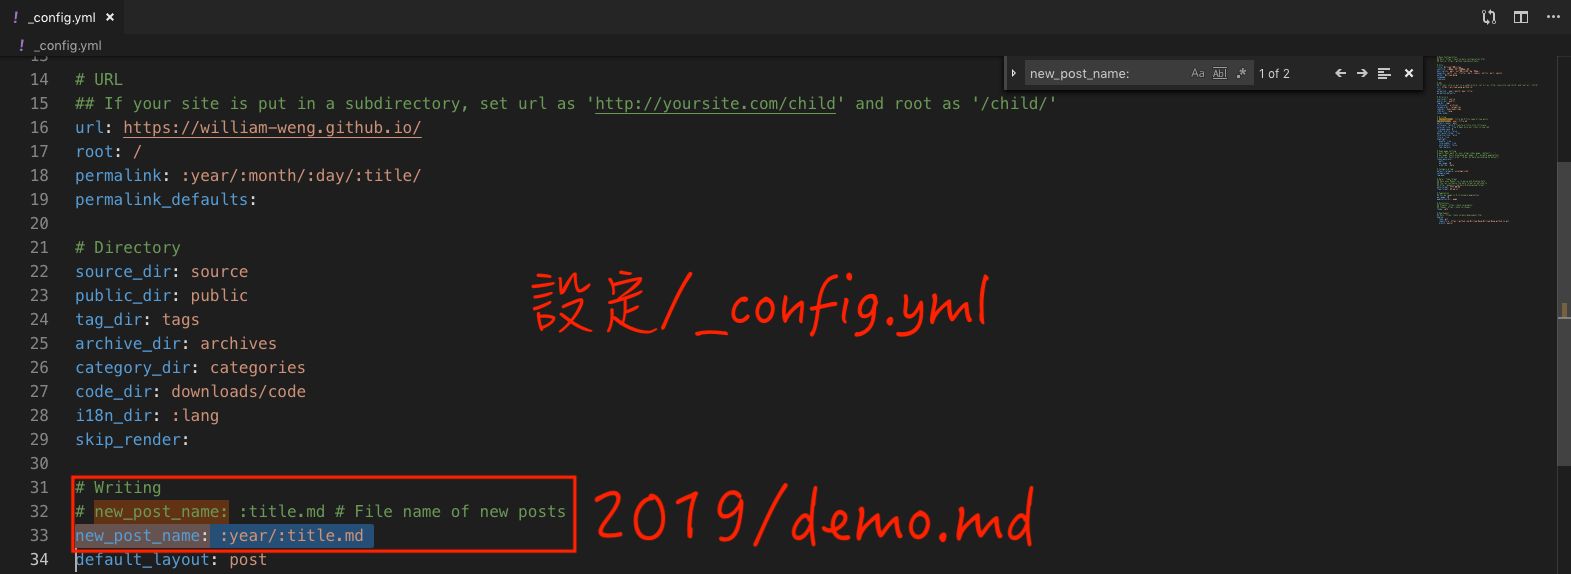 _config.yml
_config.yml
new_post_name:
Aa
Abl
.*
1 of 2
14 # URL
15 ## If your site is put in a subdirectory, set url as 'http://yoursite.com/child' and root as '/child/'
16 url: https://william-weng.github.io/
17 root: /
18 permalink: :year/:month/:day/:title/
19 permalink_defaults:
20
21 # Directory
22 source_dir: source
23 public_dir: public
24 tag_dir: tags
25 archive_dir: archives
26 category_dir: categories
27 code_dir: downloads/code
28 i18n_dir: :lang
29 skip_render:
30
設定/_config.yml
31 # Writing
32 # new_post_name: :title.md # File name of new posts
33 new_post_name: :year/:title.md
34 default_layout: post
2019/demo.md